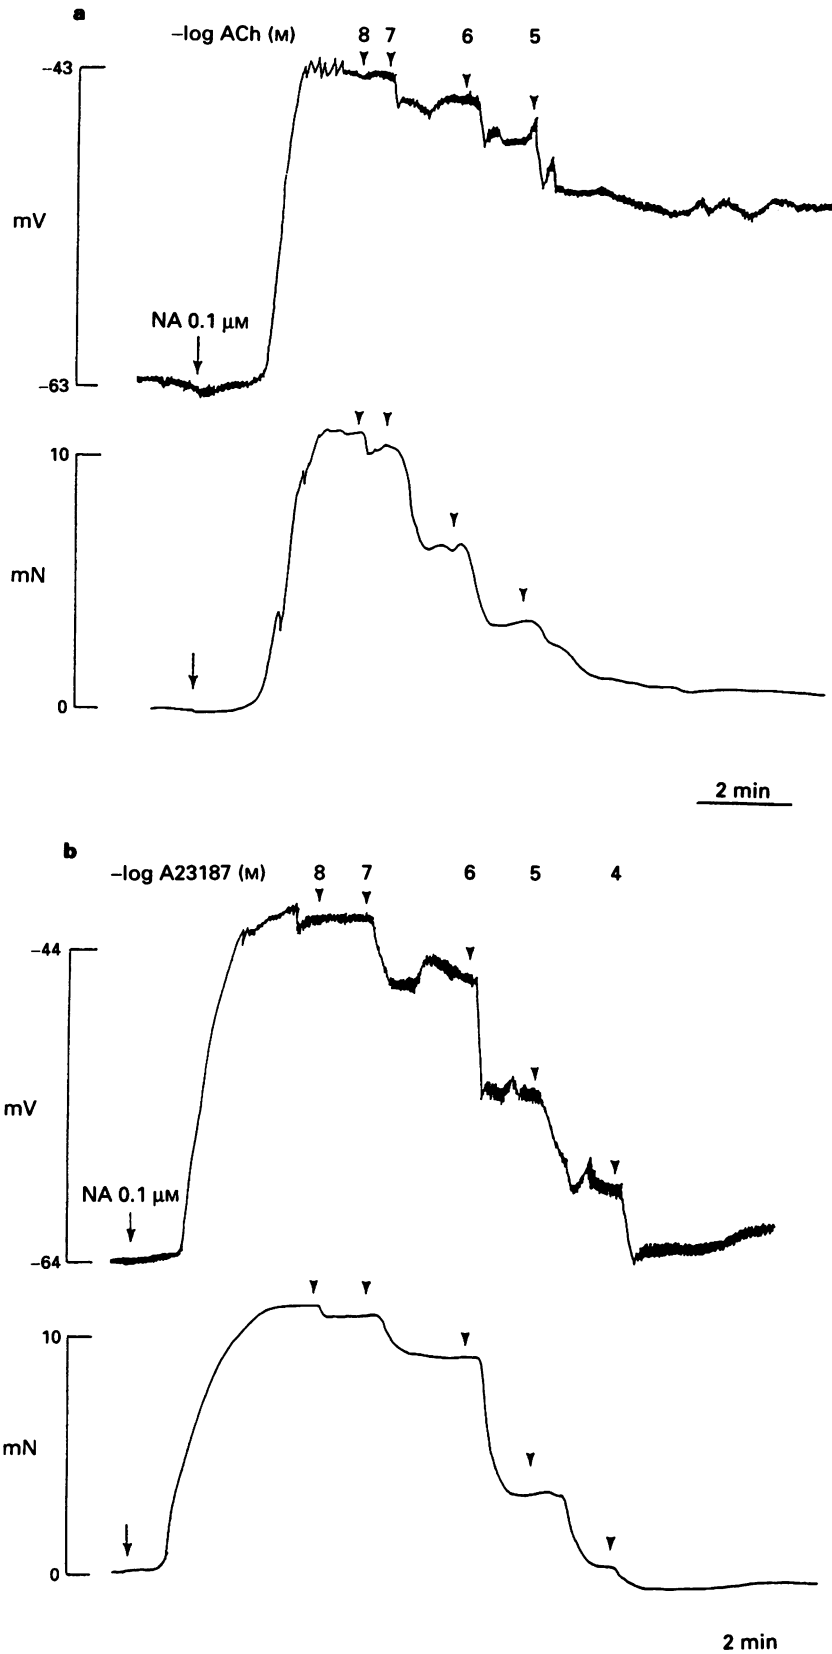 a
–log ACh (M) 8 7 6 5
–43
mV
NA 0.1 μM
–63
10
mN
0
2 min
b
–log A23187 (M) 8 7 6 5 4
–44
mV
NA 0.1 μM
–64
10
mN
0
2 min